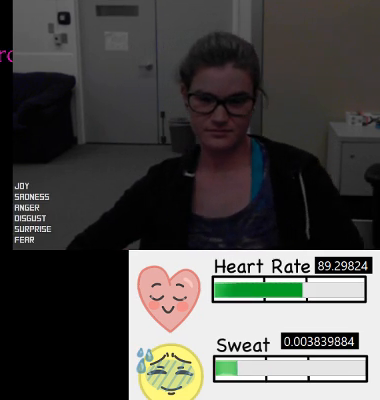 JOY
SADNESS
ANGER
DISGUST
SURPRISE
FEAR
Heart Rate 89.29824
Sweat 0.003839884